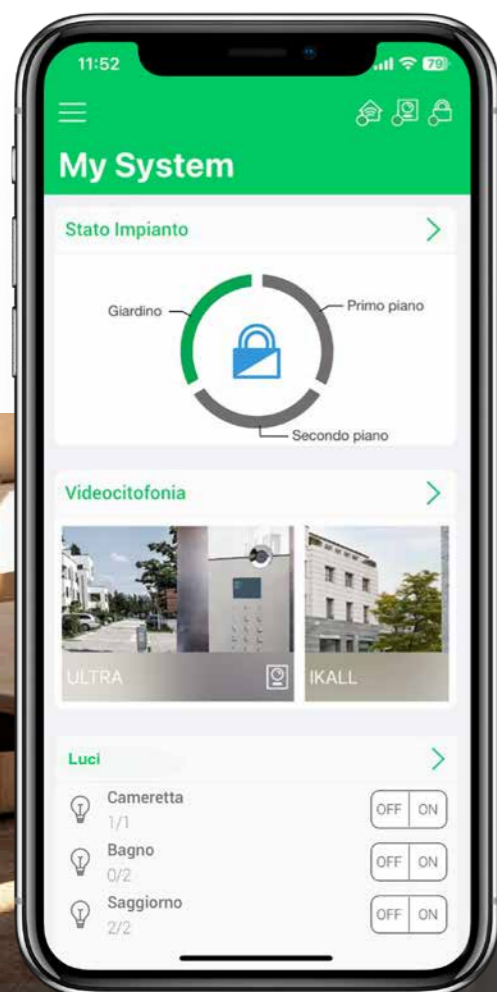 11:52
79
My System
Stato Impianto
Giardino
Primo piano
Secondo piano
Videocitofonia
ULTRA
IKALL
Luci
Cameretta
1/1
OFF ON
Bagno
0/2
OFF ON
Saggiorno
2/2
OFF ON